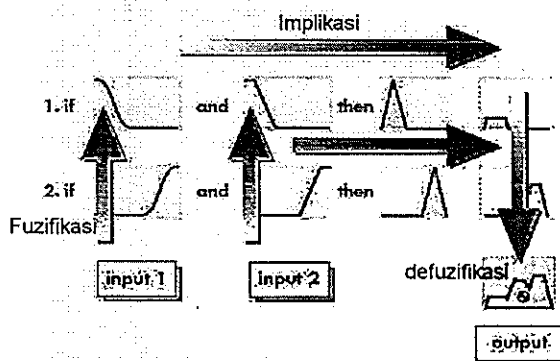 Implikasi
1. if and then
2. if and then
Fuzifikasi
defuzifikasi
input 1 input 2
output